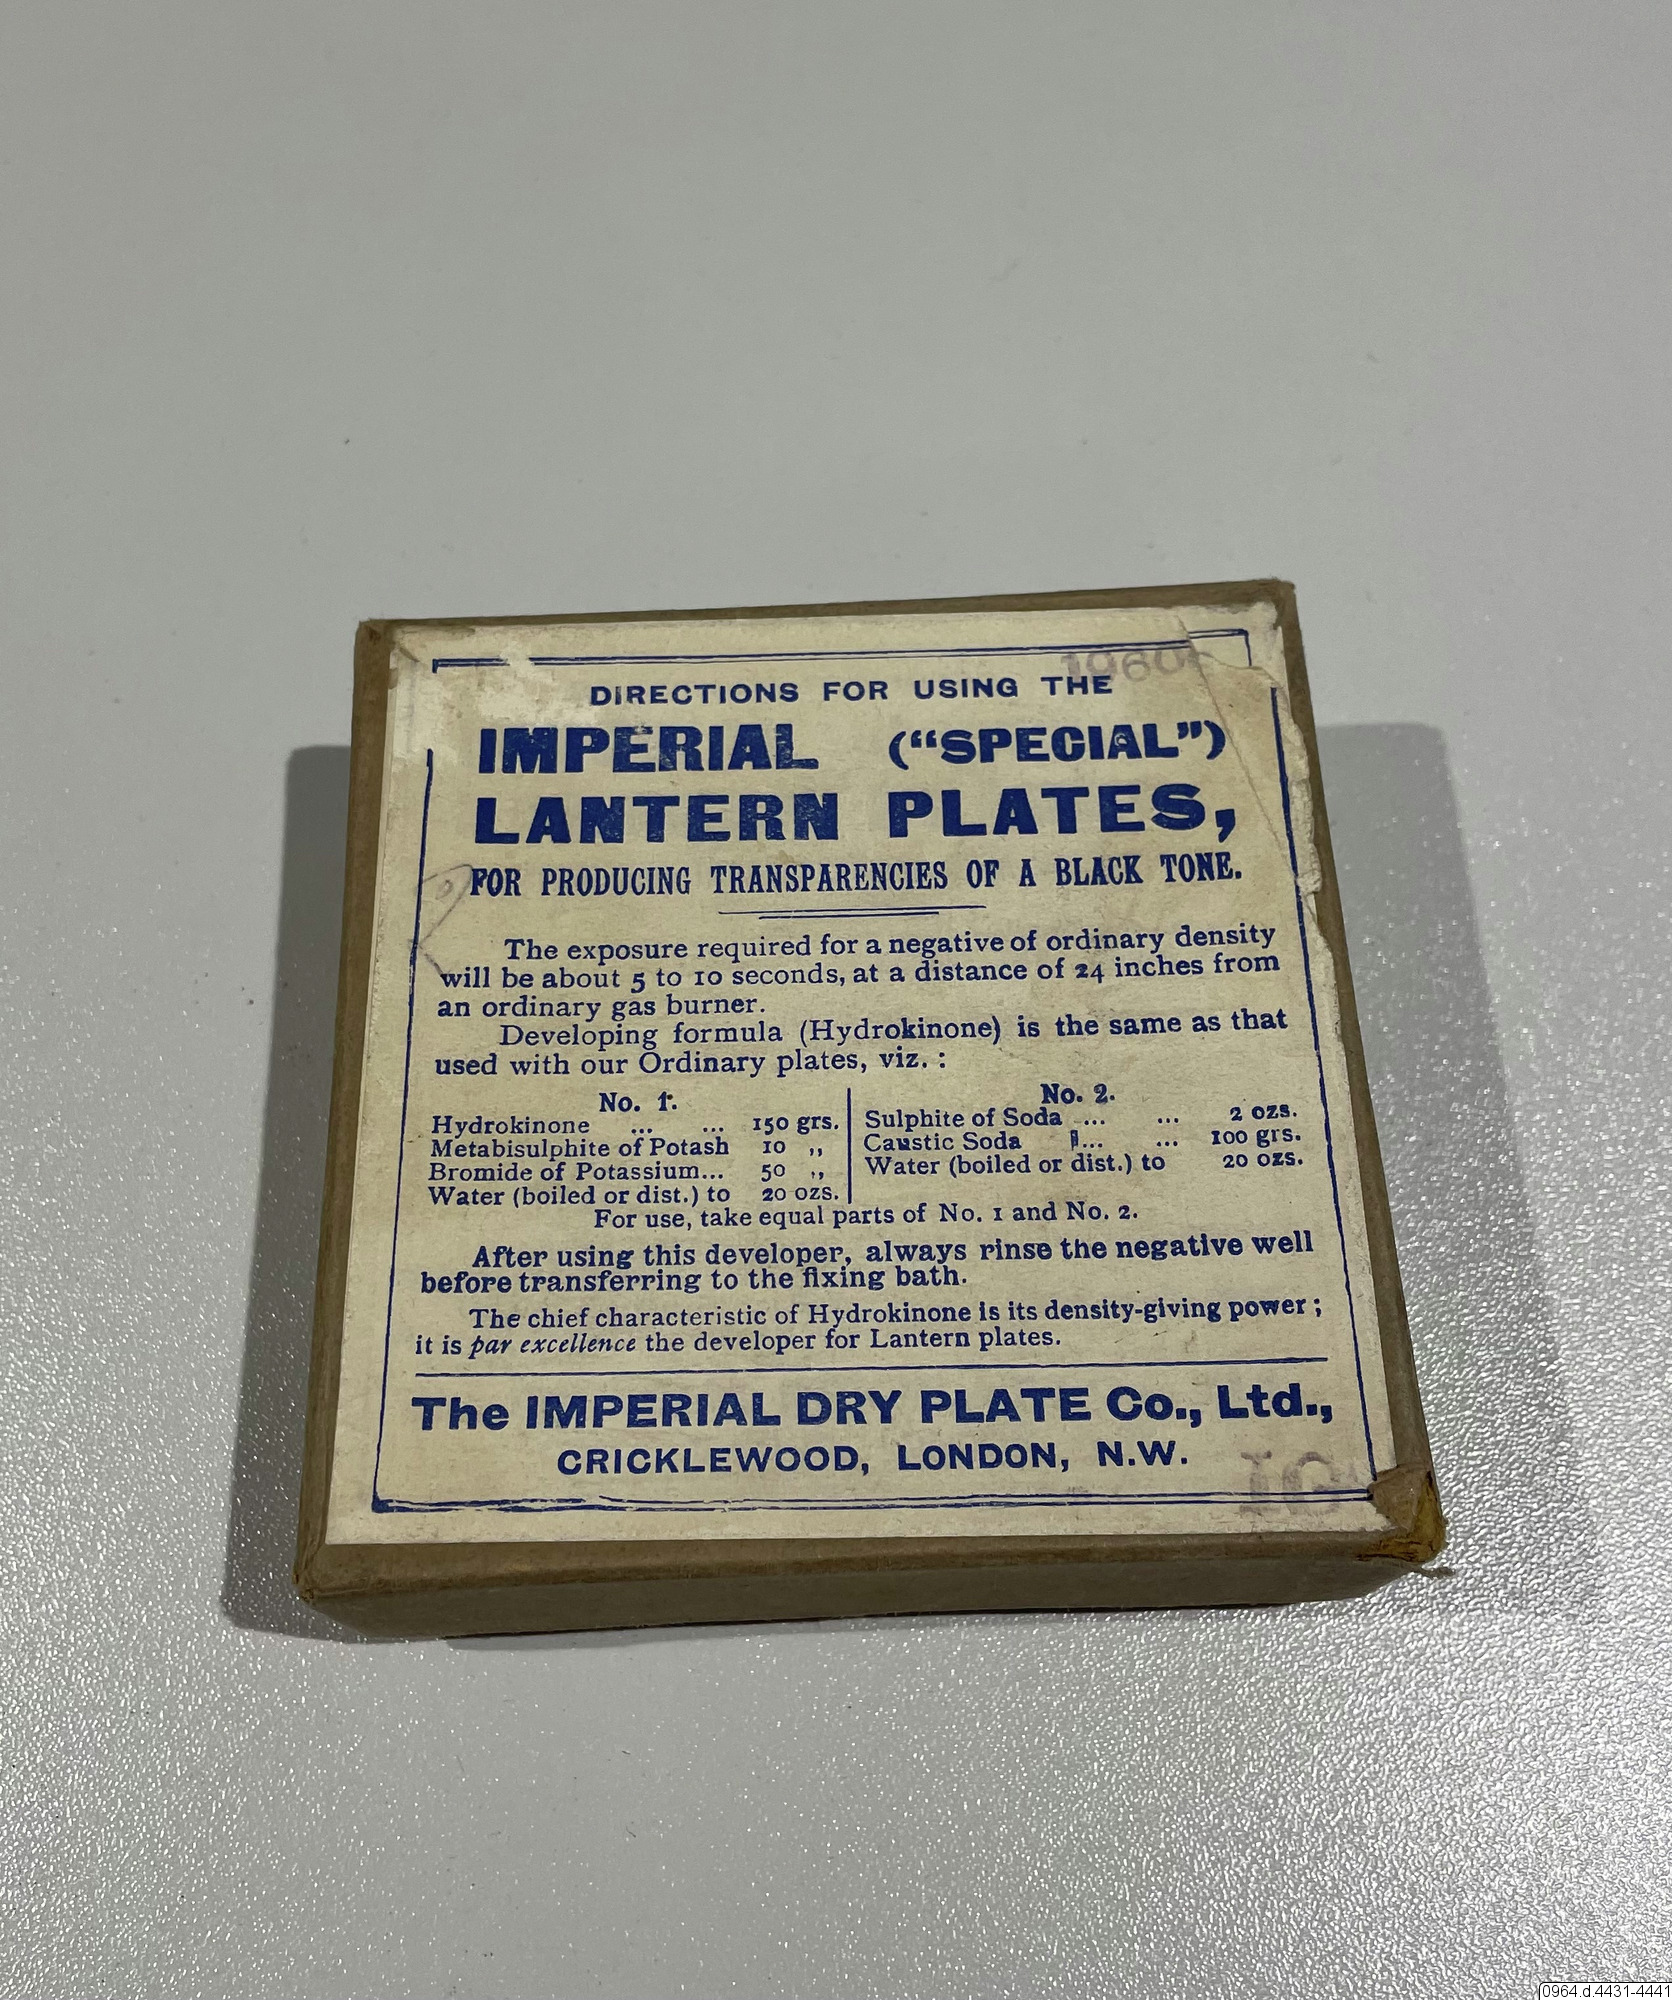 DIRECTIONS FOR USING THE
IMPERIAL (“SPECIAL”)
LANTERN PLATES,
FOR PRODUCING TRANSPARENCIES OF A BLACK TONE.
The exposure required for a negative of ordinary density
will be about 5 to 10 seconds, at a distance of 24 inches from
an ordinary gas burner.
Developing formula (Hydrokinone) is the same as that
used with our Ordinary plates, viz. :
No. 1.
Hydrokinone ... ... 150 grs.
Metabisulphite of Potash 10 ,,
Bromide of Potassium... 50 ,,
Water (boiled or dist.) to 20 ozs.
No. 2.
Sulphite of Soda ... ... 2 ozs.
Caustic Soda ... ... 100 grs.
Water (boiled or dist.) to 20 ozs.
For use, take equal parts of No. 1 and No. 2.
After using this developer, always rinse the negative well
before transferring to the fixing bath.
The chief characteristic of Hydrokinone is its density-giving power ;
it is par excellence the developer for Lantern plates.
The IMPERIAL DRY PLATE Co., Ltd.,
CRICKLEWOOD, LONDON, N.W.
0964.d.4431-4441